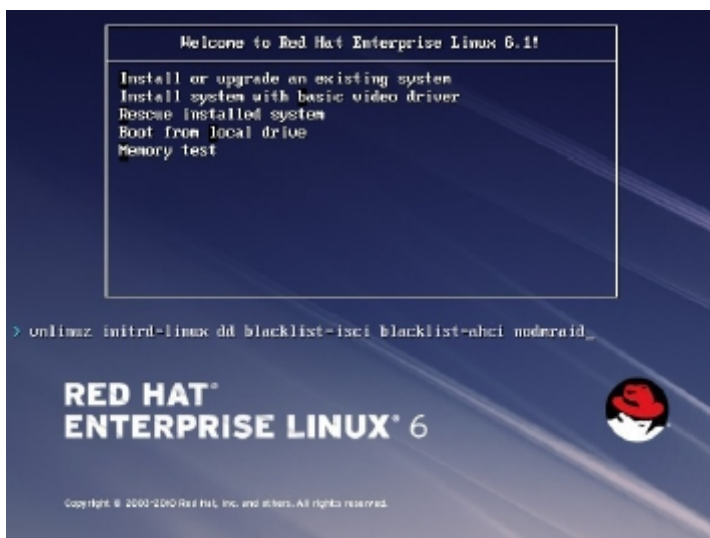 Welcome to Red Hat Enterprise Linux 6.1!
Install or upgrade an existing system
Install system with basic video driver
Rescue installed system
Boot from local drive
Memory test
> vmlinuz initrd=linux dd blacklist=isci blacklist=ahci nodmraid_
RED HAT®
ENTERPRISE LINUX® 6
Copyright © 2003-2010 Red Hat, Inc. and others. All rights reserved.